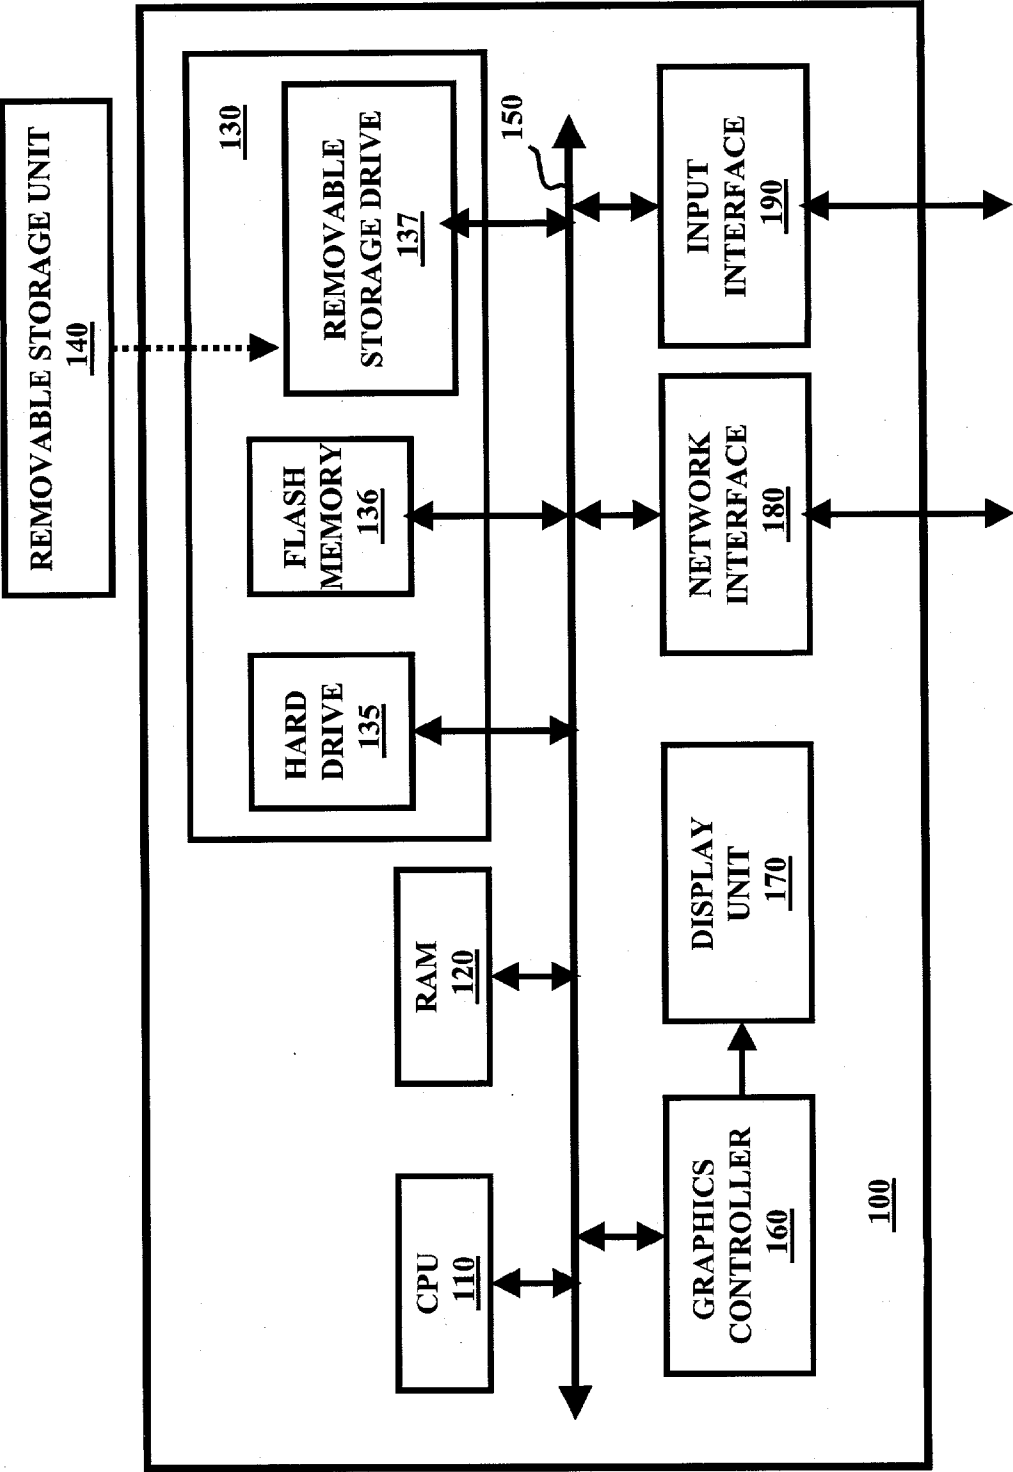 REMOVABLE STORAGE UNIT
140
130
HARD
DRIVE
135
FLASH
MEMORY
136
REMOVABLE
STORAGE DRIVE
137
CPU
110
RAM
120
150
GRAPHICS
CONTROLLER
160
DISPLAY
UNIT
170
NETWORK
INTERFACE
180
INPUT
INTERFACE
190
100